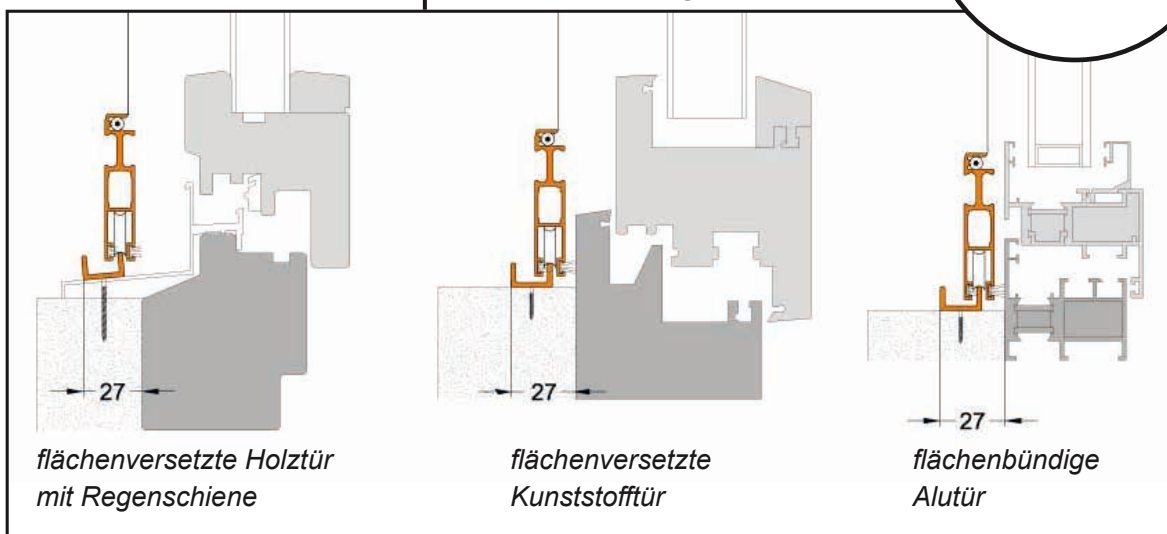 27
27
27
flächenversetzte Holztür
mit Regenschiene
flächenversetzte
Kunststofftür
flächenbündige
Alutür